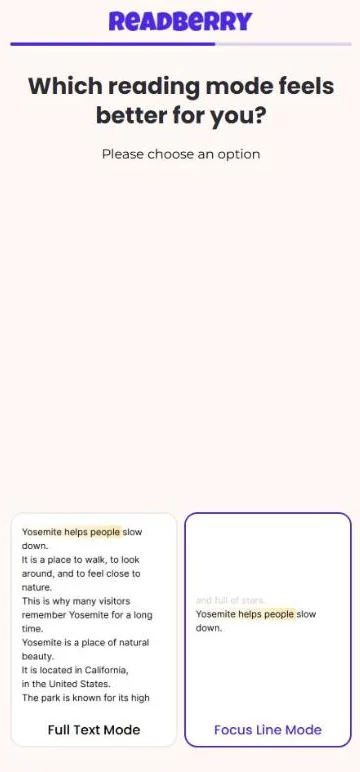 ReADBeRRY
Which reading mode feels
better for you?
Please choose an option
Yosemite helps people slow
down.
It is a place to walk, to look
around, and to feel close to
nature.
This is why many visitors
remember Yosemite for a long
time.
Yosemite is a place of natural
beauty.
It is located in California,
in the United States.
The park is known for its high
Full Text Mode
and full of stars.
Yosemite helps people slow
down.
Focus Line Mode